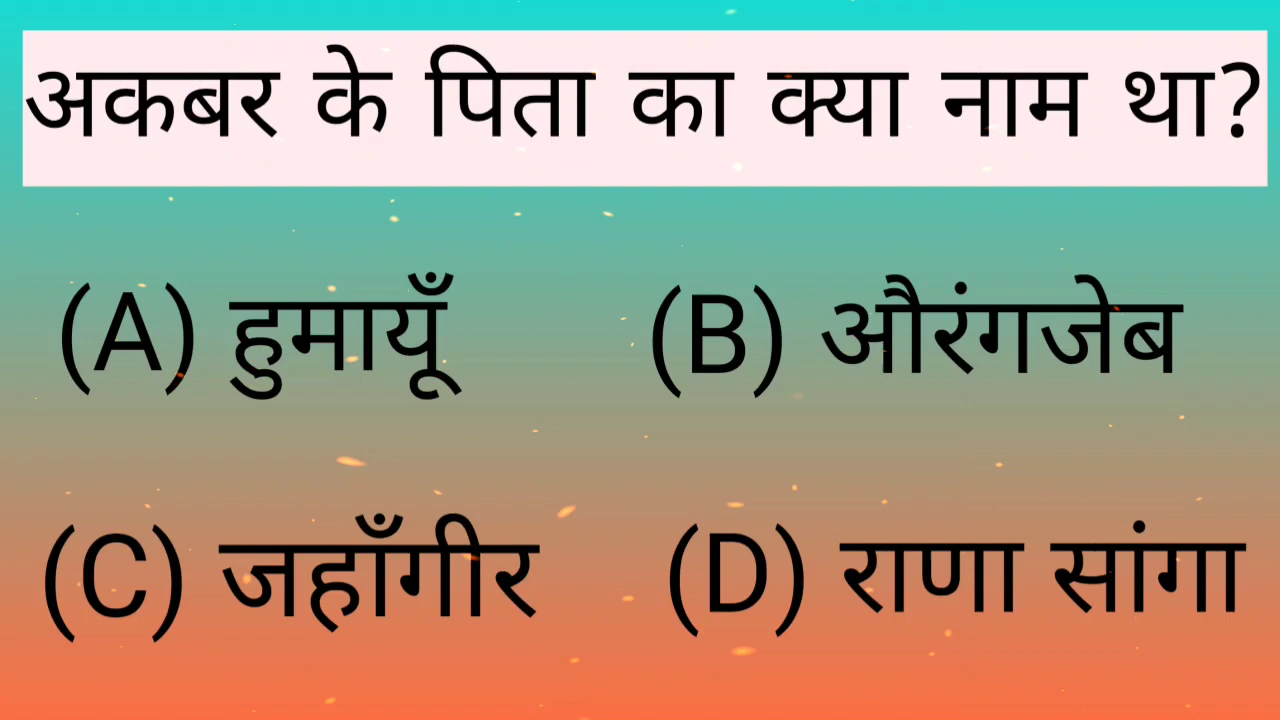 अकबर के पिता का क्या नाम था?
(A) हुमायूँ (B) औरंगजेब
(C) जहाँगीर (D) राणा सांगा